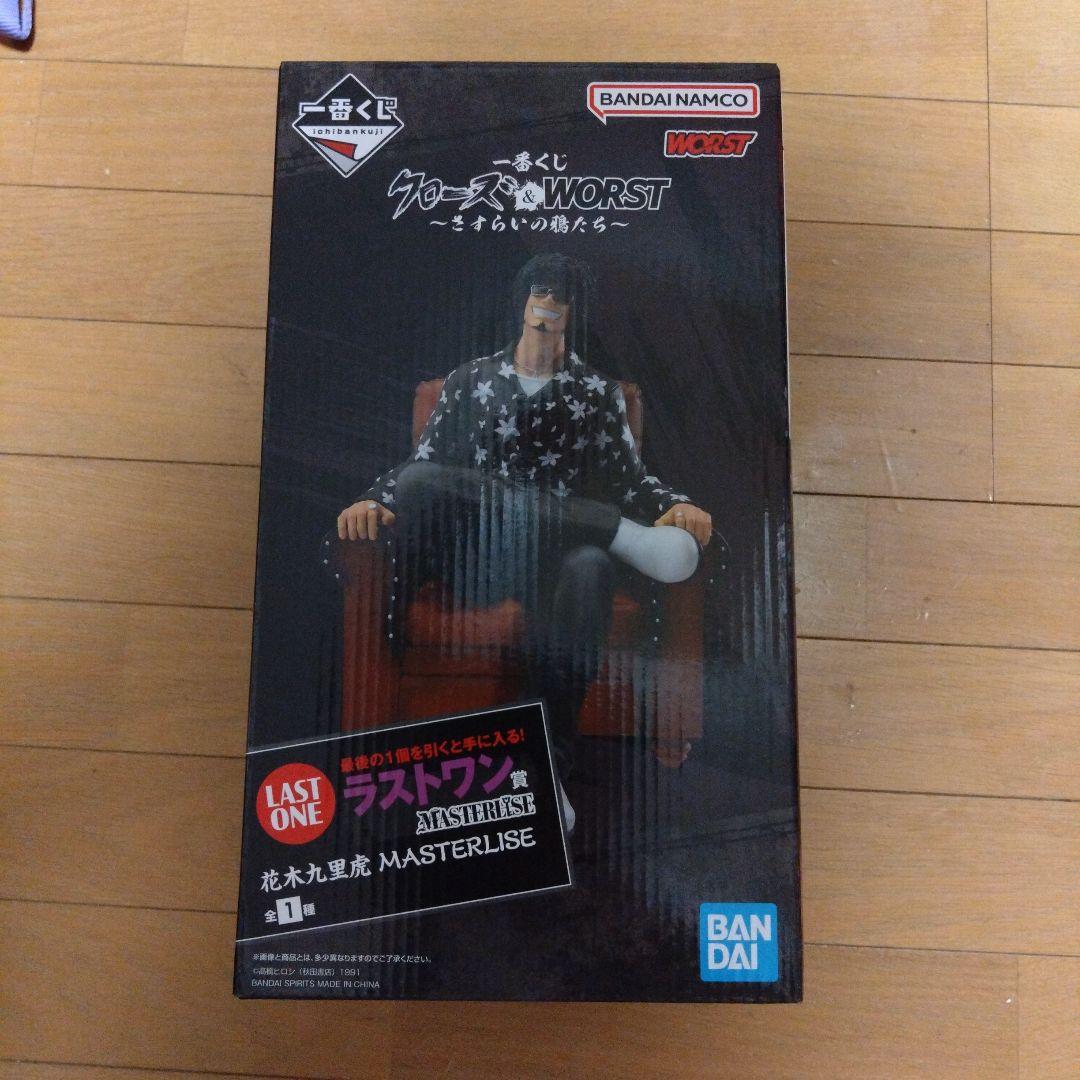 一番くじ
ichibankuji
BANDAI NAMCO
WORST
一番くじ
クローズ&WORST
～さすらいの鴉たち～
LAST ONE
最後の1個を引くと手に入る!
ラストワン賞
MASTERLISE
花木九里虎 MASTERLISE
全1種
※画像と商品とは、多少異なりますのでご了承ください。
©髙橋ヒロシ（秋田書店）1991
BANDAI SPIRITS MADE IN CHINA
BAN
DAI